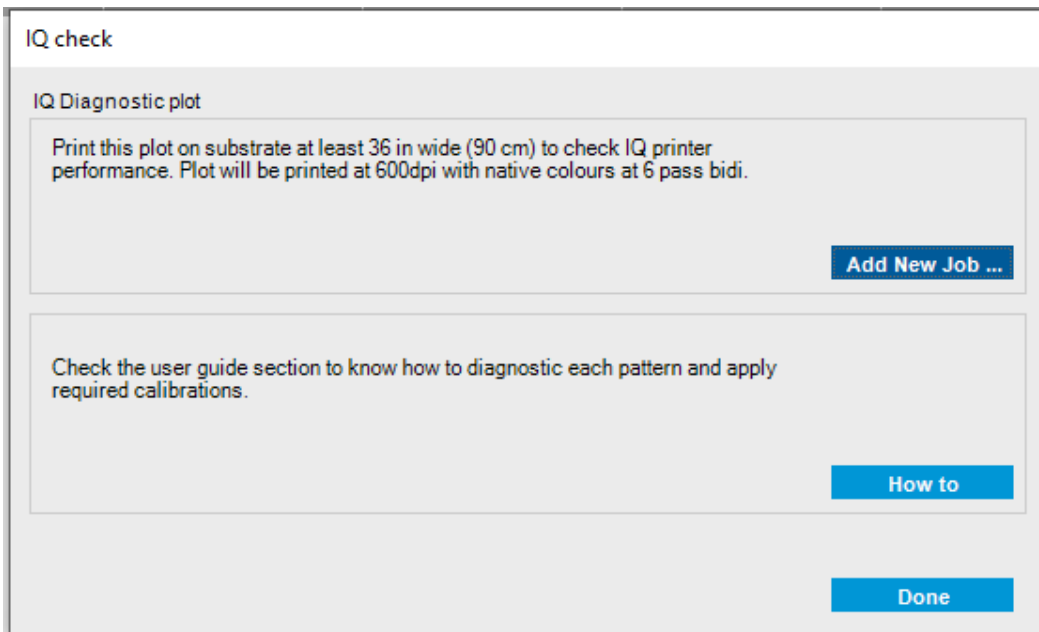 IQ check
IQ Diagnostic plot
Print this plot on substrate at least 36 in wide (90 cm) to check IQ printer
performance. Plot will be printed at 600dpi with native colours at 6 pass bidi.
Add New Job ...
Check the user guide section to know how to diagnostic each pattern and apply
required calibrations.
How to
Done